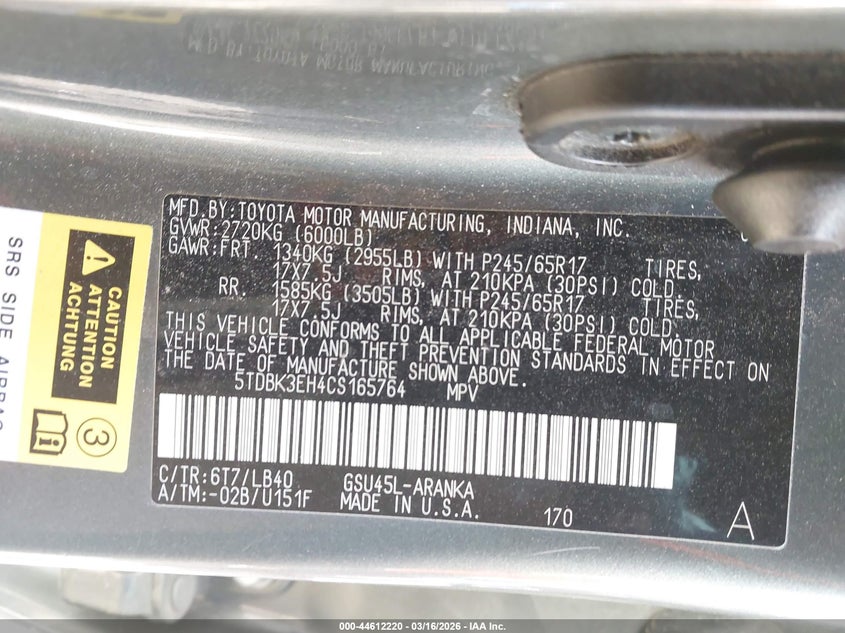 MFD.BY:TOYOTA MOTOR MANUFACTURING, INDIANA, INC.
GVWR:2720KG (6000LB)
GAWR:FRT. 1340KG (2955LB) WITH P245/65R17 TIRES,
17X7.5J RIMS, AT 210KPA (30PSI) COLD.
RR. 1585KG (3505LB) WITH P245/65R17 TIRES,
17X7.5J RIMS, AT 210KPA (30PSI) COLD.
THIS VEHICLE CONFORMS TO ALL APPLICABLE FEDERAL MOTOR
VEHICLE SAFETY AND THEFT PREVENTION STANDARDS IN EFFECT ON
THE DATE OF MANUFACTURE SHOWN ABOVE.
5TDBK3EH4CS165764 MPV
C/TR:6T7/LB40 GSU45L-ARANKA
A/TM:-02B/U151F MADE IN U.S.A. 170
A
CAUTION
ATTENTION
ACHTUNG
3
SRS SIDE AIRBAG
000-44612220 - 03/16/2026 - IAA Inc.